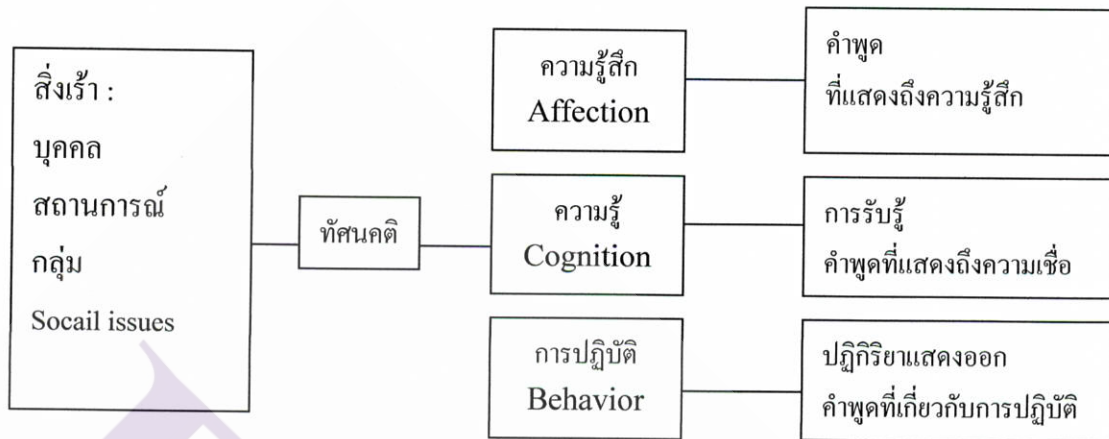 สิ่งเร้า :
บุคคล
สถานการณ์
กลุ่ม
Socail issues
ทัศนคติ
ความรู้สึก
Affection
คำพูด
ที่แสดงถึงความรู้สึก
ความรู้
Cognition
การรับรู้
คำพูดที่แสดงถึงความเชื่อ
การปฏิบัติ
Behavior
ปฏิกิริยาแสดงออก
คำพูดที่เกี่ยวกับการปฏิบัติ